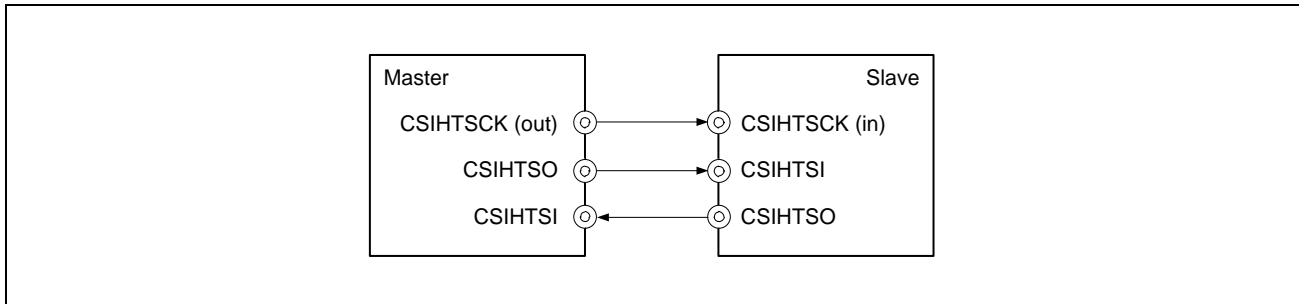 Master
Slave
CSIHTSCK (out)
CSIHTSCK (in)
CSIHTSO
CSIHTSI
CSIHTSI
CSIHTSO